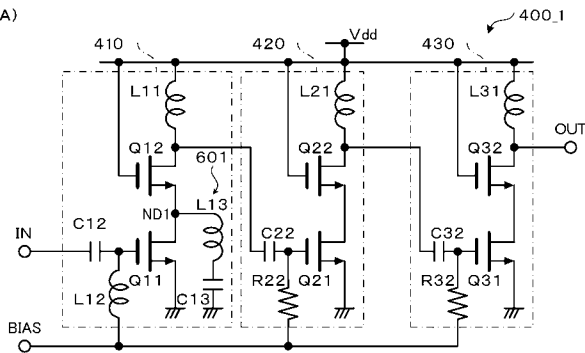 A)
400_1
Vdd
410
420
430
L11
L21
L31
OUT
Q12
601
Q22
Q32
ND1
L13
IN
C12
C22
C32
L12
Q11
C13
R22
Q21
R32
Q31
BIAS